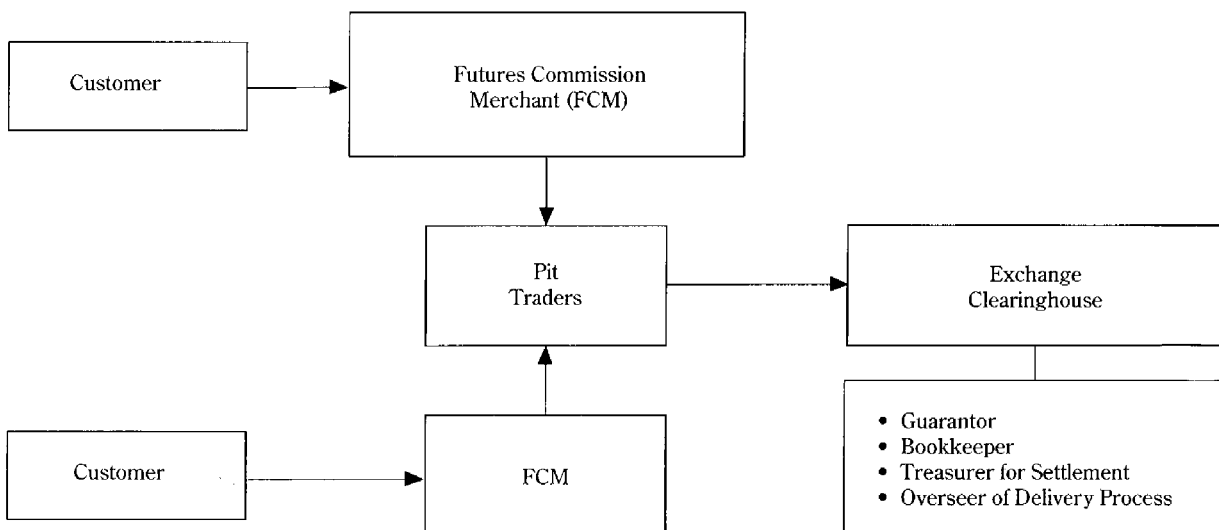 Customer
Futures Commission
Merchant (FCM)
Pit
Traders
Exchange
Clearinghouse
Customer
FCM
• Guarantor
• Bookkeeper
• Treasurer for Settlement
• Overseer of Delivery Process